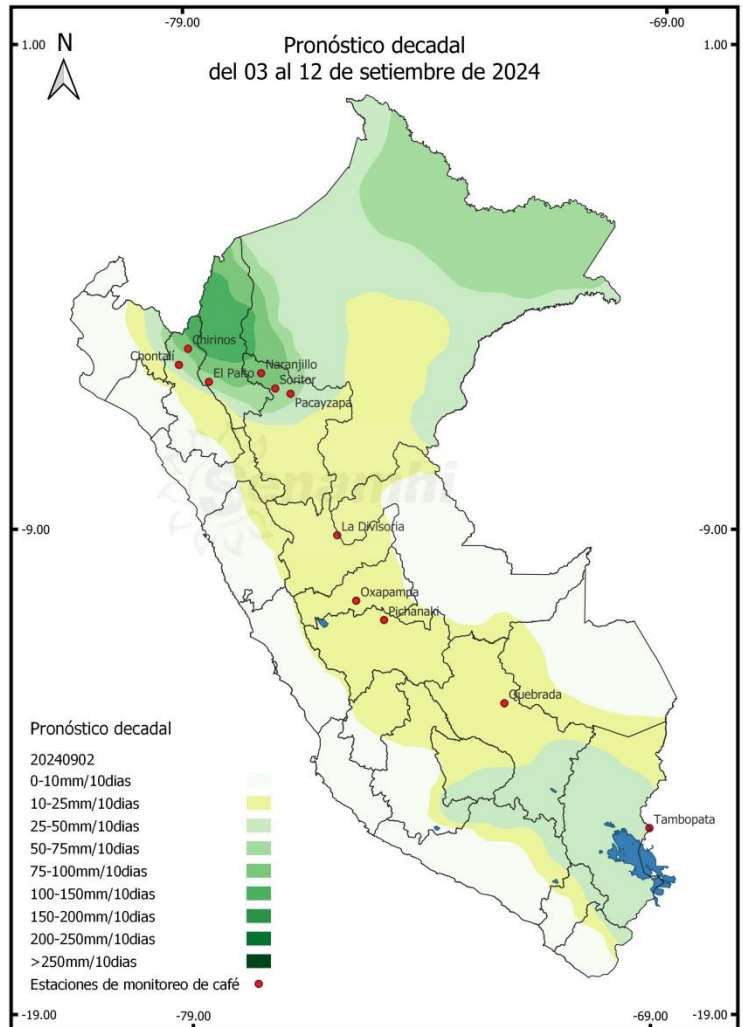 -79.00
-69.00
1.00
1.00
N
Pronóstico decadal
del 03 al 12 de setiembre de 2024
Chirinos
Chontalí
Naranjillo
El Palto
Soritor
Pacayzapa
Senamhi
-9.00
-9.00
La Divisoria
Oxapampa
Pichanaki
Quebrada
Tambopata
Pronóstico decadal
20240902
0-10mm/10dias
10-25mm/10dias
25-50mm/10dias
50-75mm/10dias
75-100mm/10dias
100-150mm/10dias
150-200mm/10dias
200-250mm/10dias
>250mm/10dias
Estaciones de monitoreo de café
-19.00
-19.00
-79.00
-69.00